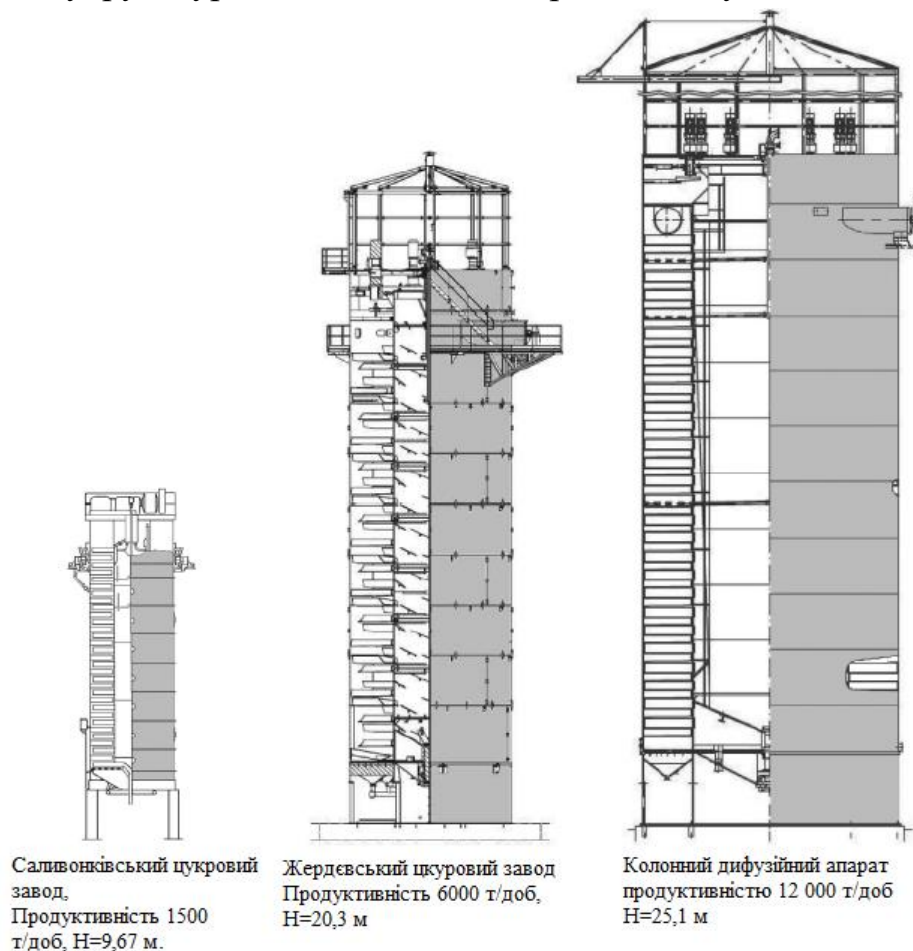 Саливонківський цукровий
завод,
Продуктивність 1500
т/доб, Н=9,67 м.
Жердєвський цкуровий завод
Продуктивність 6000 т/доб,
Н=20,3 м
Колонний дифузійний апарат
продуктивністю 12 000 т/доб
Н=25,1 м